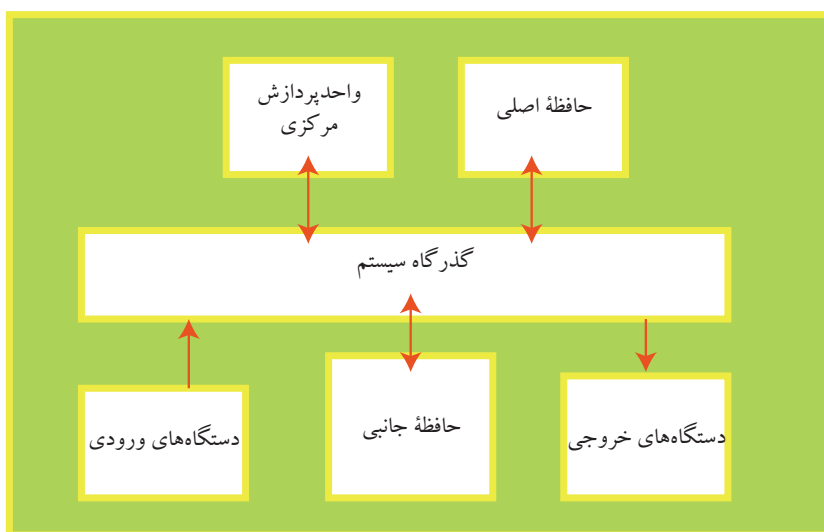 حافظهٔ اصلی
واحدپردازش
مرکزی
گذرگاه سیستم
دستگاه‌های خروجی
حافظهٔ جانبی
دستگاه‌های ورودی